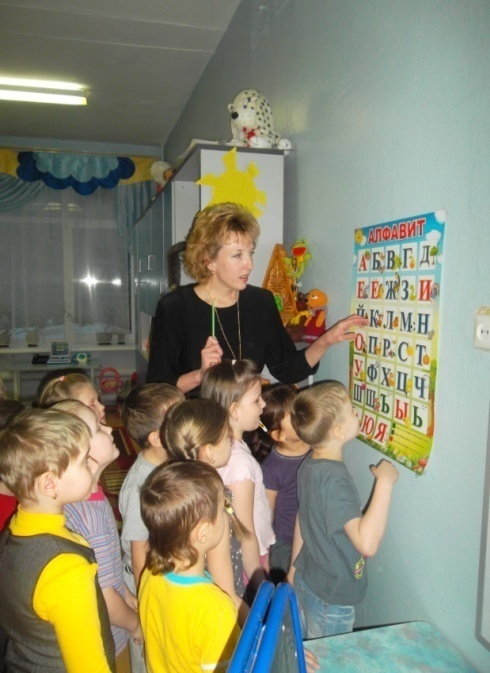 АЛФАВИТ
А Б В Г Д
Е Ё Ж З И
Й К Л М Н
О П Р С Т
У Ф Х Ц Ч
Ш Щ Ъ Ы Ь
Ю Я